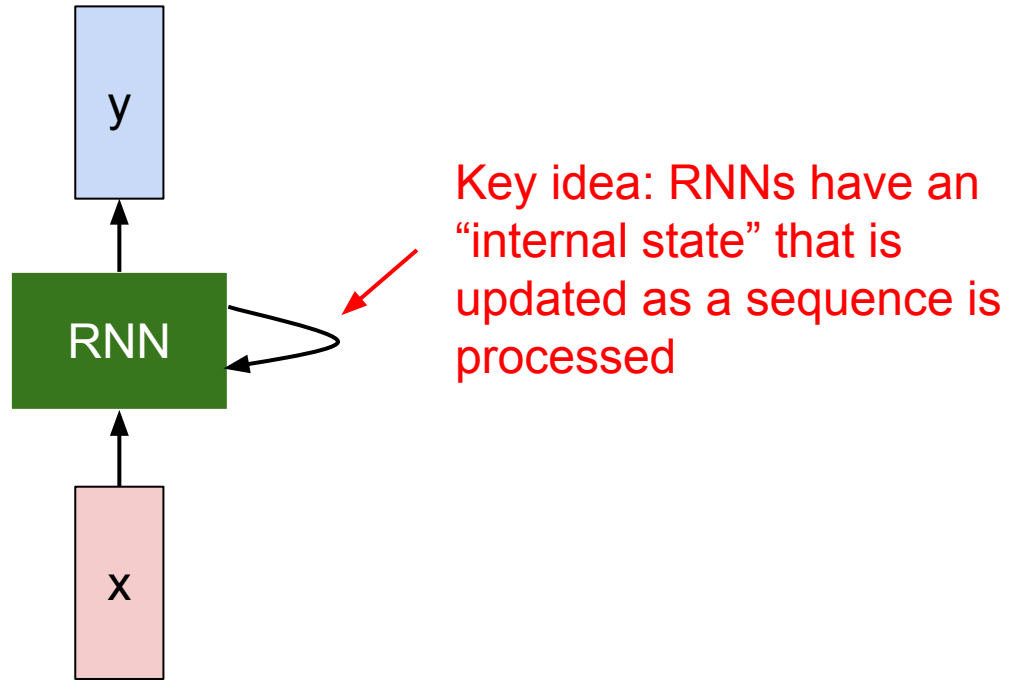 y
Key idea: RNNs have an
“internal state” that is
updated as a sequence is
processed
RNN
x